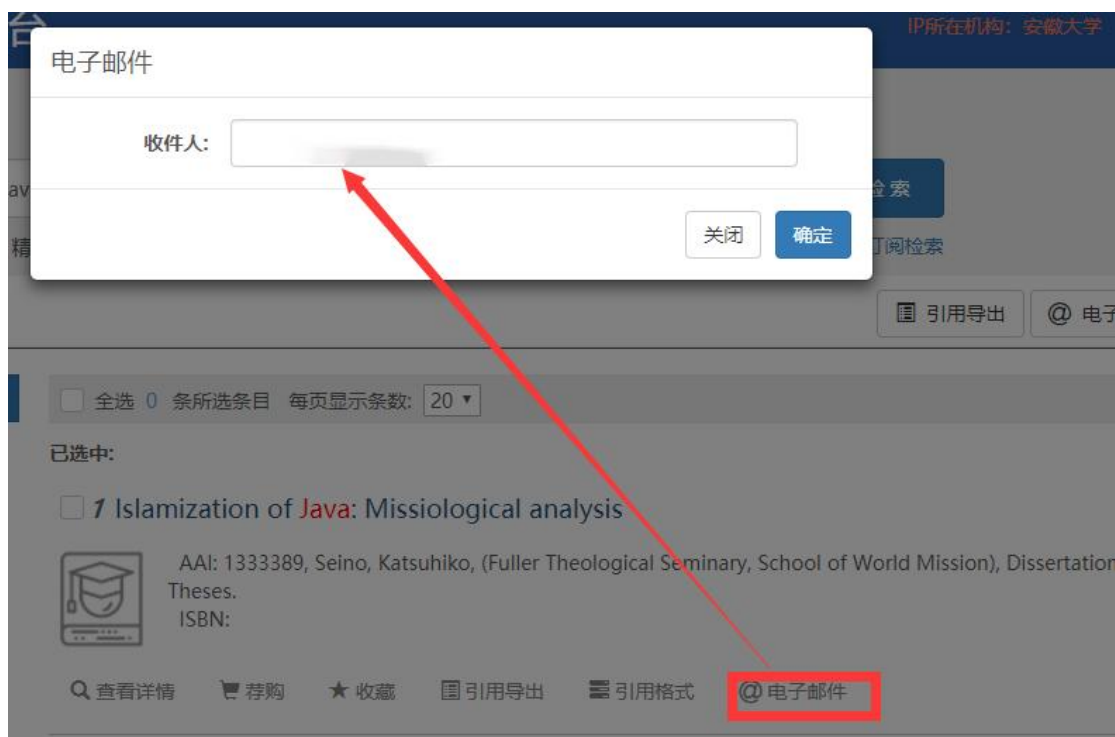 台
IP所在机构：安徽大学
电子邮件
收件人:
av
检索
关闭 确定
精
订阅检索
引用导出 @ 电子
全选 0 条所选条目 每页显示条数: 20
已选中:
1 Islamization of Java: Missiological analysis
AAI: 1333389, Seino, Katsuhiko, (Fuller Theological Seminary, School of World Mission), Dissertation
Theses.
ISBN:
查看详情 荐购 收藏 引用导出 引用格式 @ 电子邮件